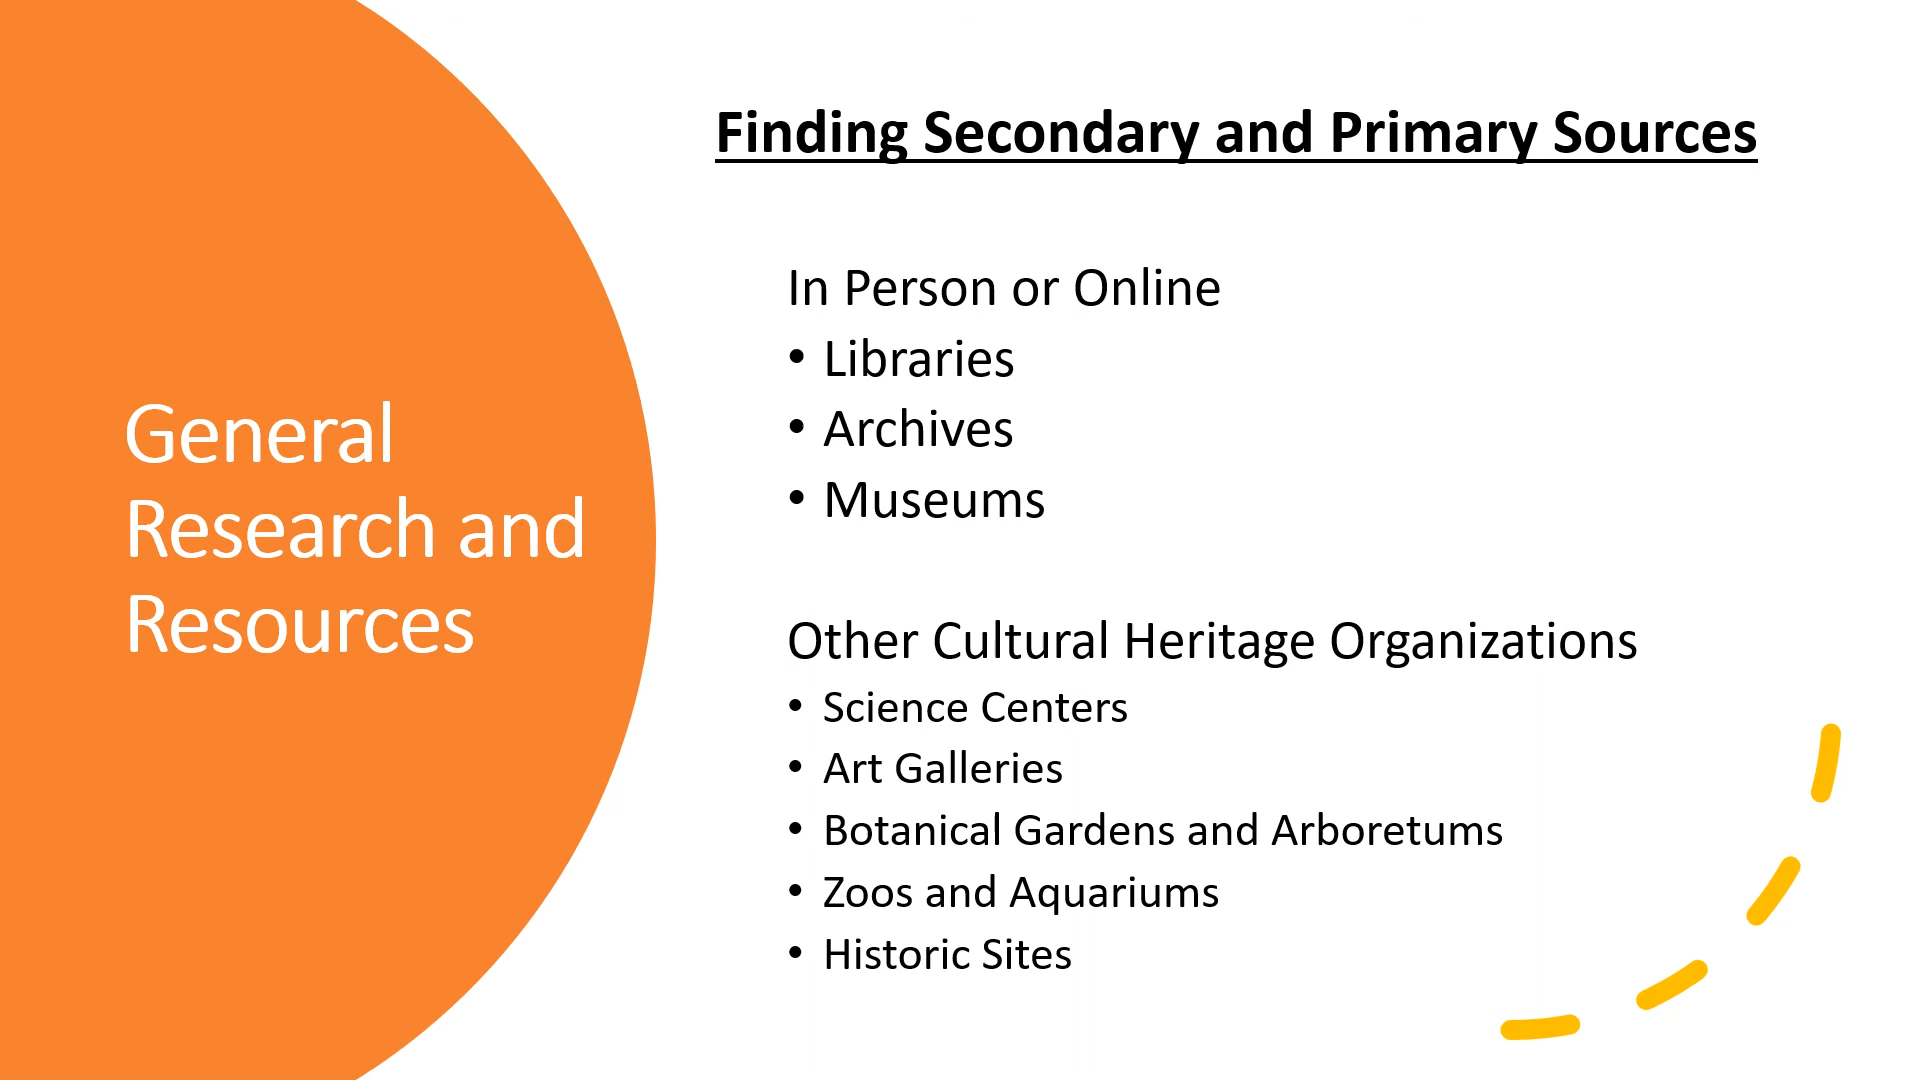 General
Research and
Resources
Finding Secondary and Primary Sources
In Person or Online
• Libraries
• Archives
• Museums
Other Cultural Heritage Organizations
• Science Centers
• Art Galleries
• Botanical Gardens and Arboretums
• Zoos and Aquariums
• Historic Sites